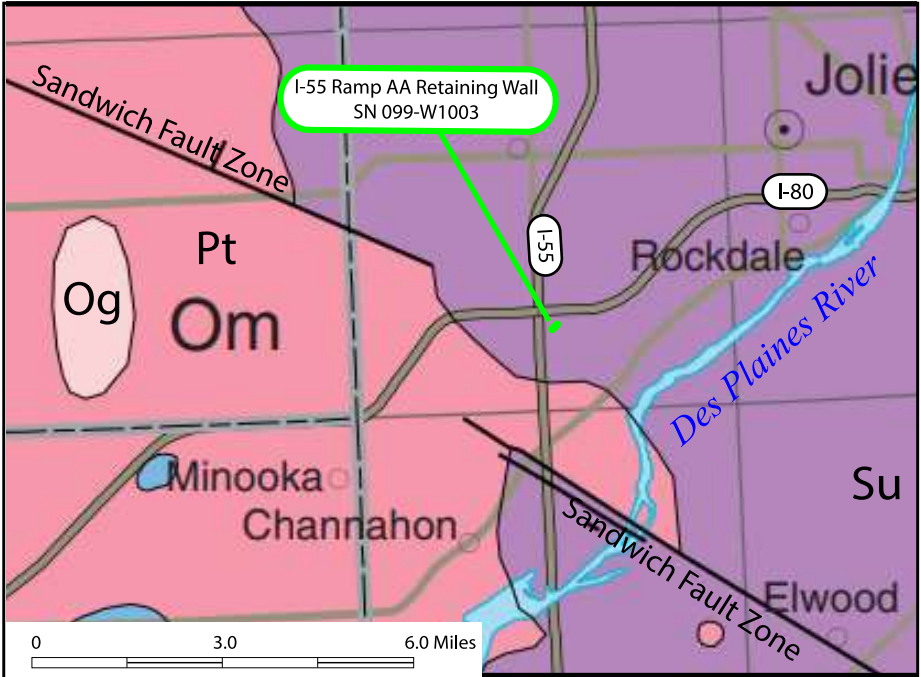 Jolie
I-55 Ramp AA Retaining Wall
SN 099-W1003
Sandwich Fault Zone
I-80
I-55
Rockdale
Pt
Og
Om
Des Plaines River
Minooka
Su
Channahon
Sandwich Fault Zone
Elwood
0 3.0 6.0 Miles